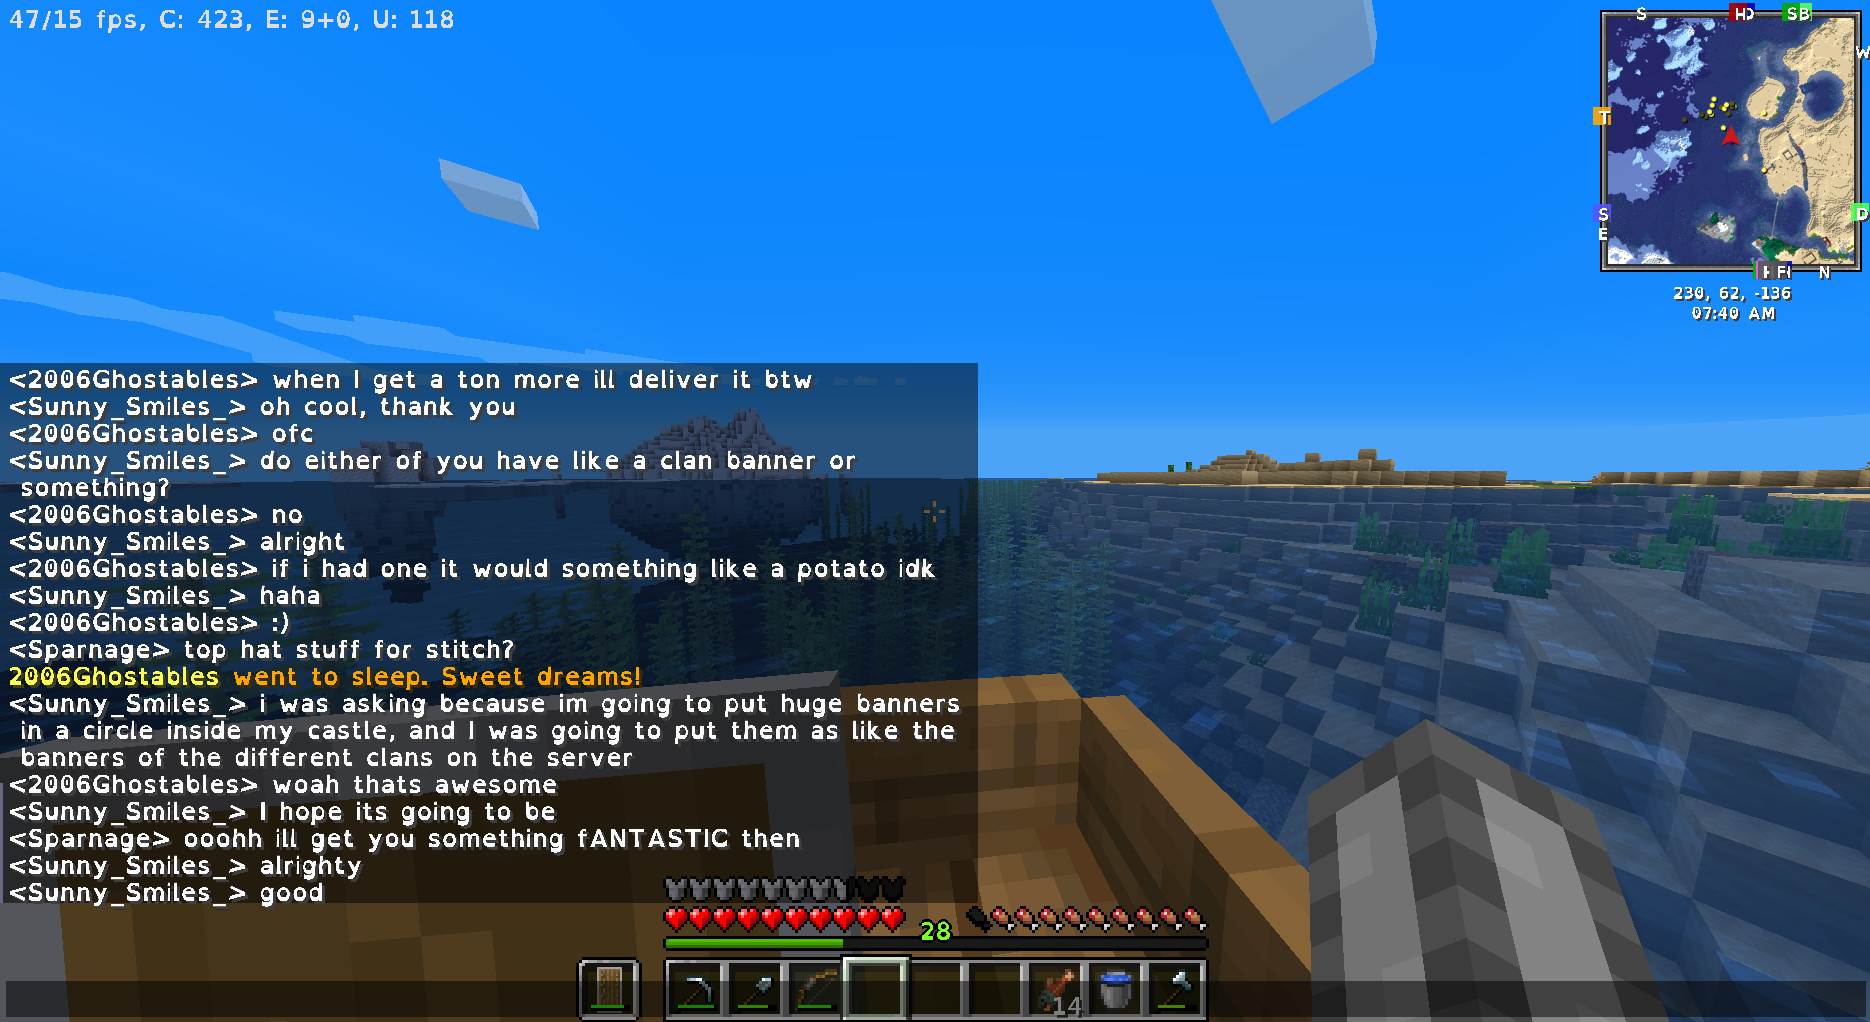 47/15 fps, C: 423, E: 9+0, U: 118
S
HD
SB
W
T
S
D
E
H
FH
N
230, 62, -136
07:40 AM
<2006Ghostables> when I get a ton more ill deliver it btw
<Sunny_Smiles_> oh cool, thank you
<2006Ghostables> ofc
<Sunny_Smiles_> do either of you have like a clan banner or
something?
<2006Ghostables> no
<Sunny_Smiles_> alright
<2006Ghostables> if i had one it would something like a potato idk
<Sunny_Smiles_> haha
<2006Ghostables> :)
<Sparnage> top hat stuff for stitch?
2006Ghostables went to sleep. Sweet dreams!
<Sunny_Smiles_> i was asking because im going to put huge banners
in a circle inside my castle, and I was going to put them as like the
banners of the different clans on the server
<2006Ghostables> woah thats awesome
<Sunny_Smiles_> I hope its going to be
<Sparnage> ooohh ill get you something fANTASTIC then
<Sunny_Smiles_> alrighty
<Sunny_Smiles_> good
28
14